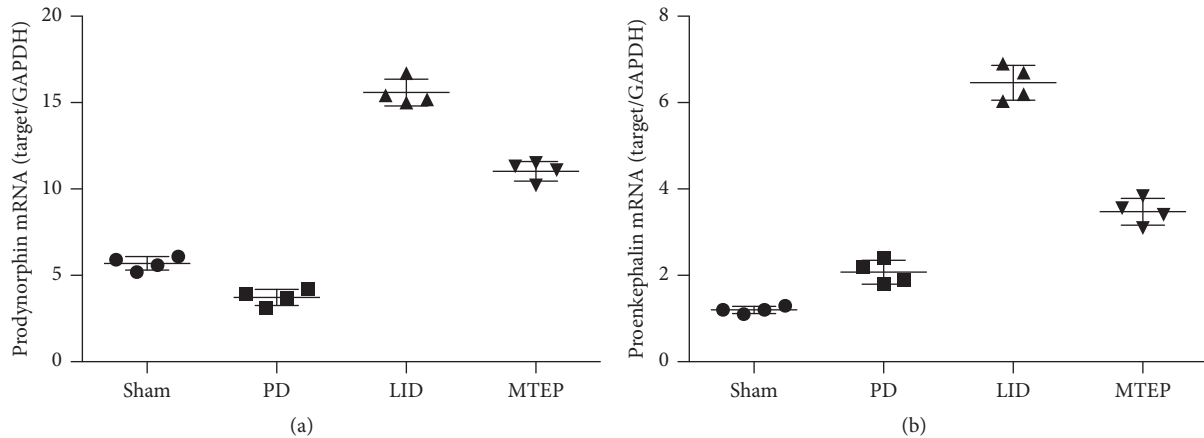 Prodynorphin mRNA (target/GAPDH)
20
15
10
5
0
Sham PD LID MTEP
(a)
Proenkephalin mRNA (target/GAPDH)
8
6
4
2
0
Sham PD LID MTEP
(b)